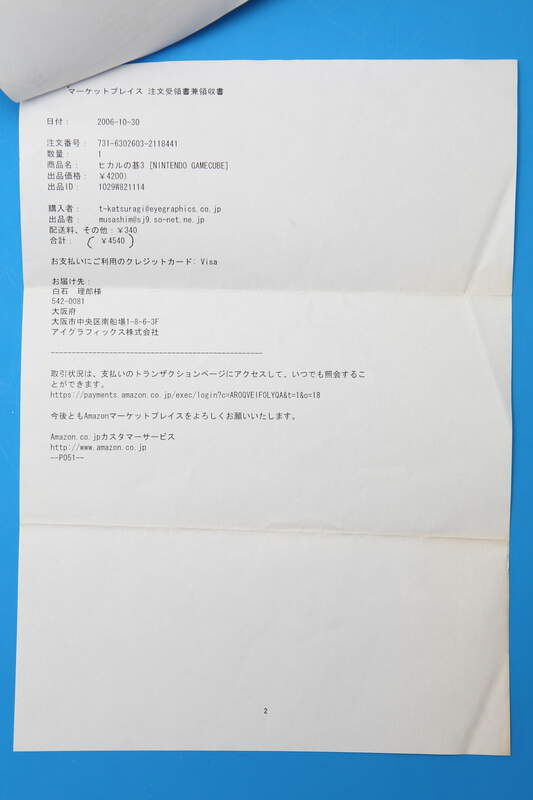 マーケットプレイス 注文受領書兼領収書
日付： 2006-10-30
注文番号： 731-6302603-2118441
数量： 1
商品名： ヒカルの碁3 [NINTENDO GAMECUBE]
出品価格： ￥4200)
出品ID： 1029W821114
購入者： t-katsuragi@eyegraphics.co.jp
出品者： musashim@sj9.so-net.ne.jp
配送料、その他：￥340
合計： ( ￥4540 )
お支払いにご利用のクレジットカード: Visa
お届け先：
白石 理郎様
542-0081
大阪府
大阪市中央区南船場1-8-6-3F
アイグラフィックス株式会社
---------------------------------------------------
取引状況は、支払いのトランザクションページにアクセスして、いつでも照会するこ
とができます。
https://payments.amazon.co.jp/exec/login?c=AROQVEIFOLYQA&t=1&o=18
今後ともAmazonマーケットプレイスをよろしくお願いいたします。
Amazon.co.jpカスタマーサービス
http://www.amazon.co.jp
--PO51--
2